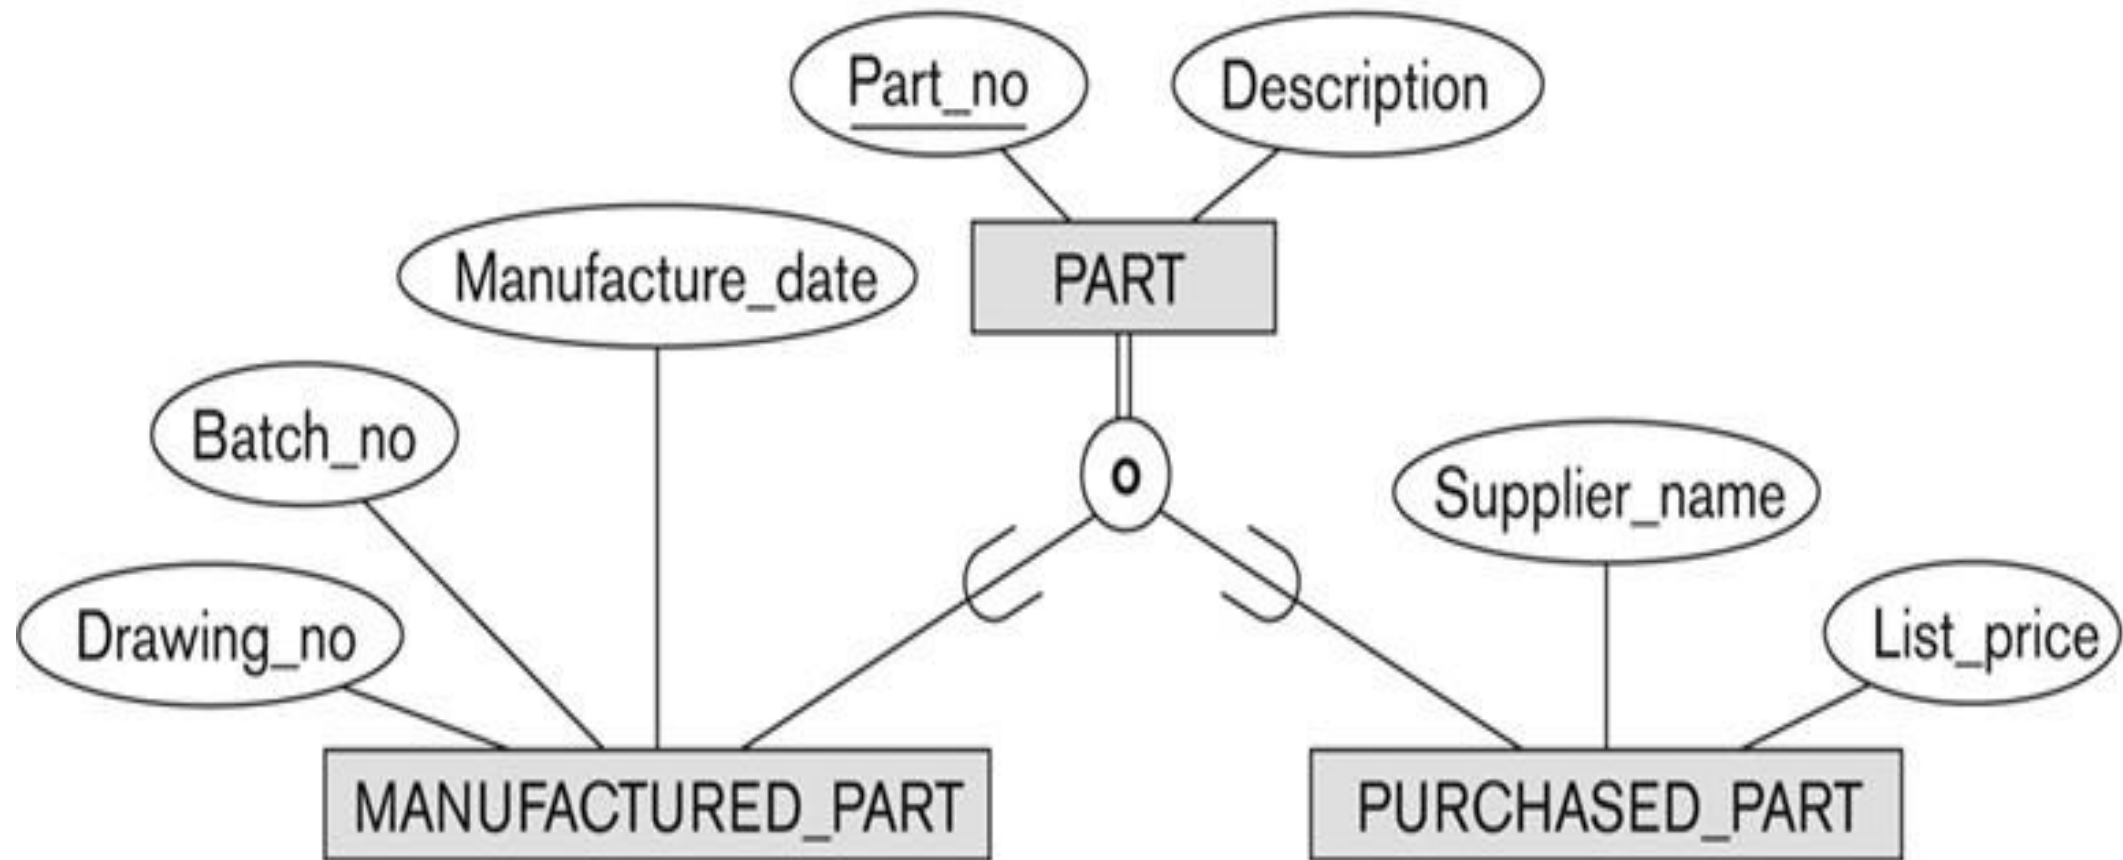 Part_no
Description
Manufacture_date
PART
Batch_no
o
Supplier_name
Drawing_no
List_price
MANUFACTURED_PART
PURCHASED_PART